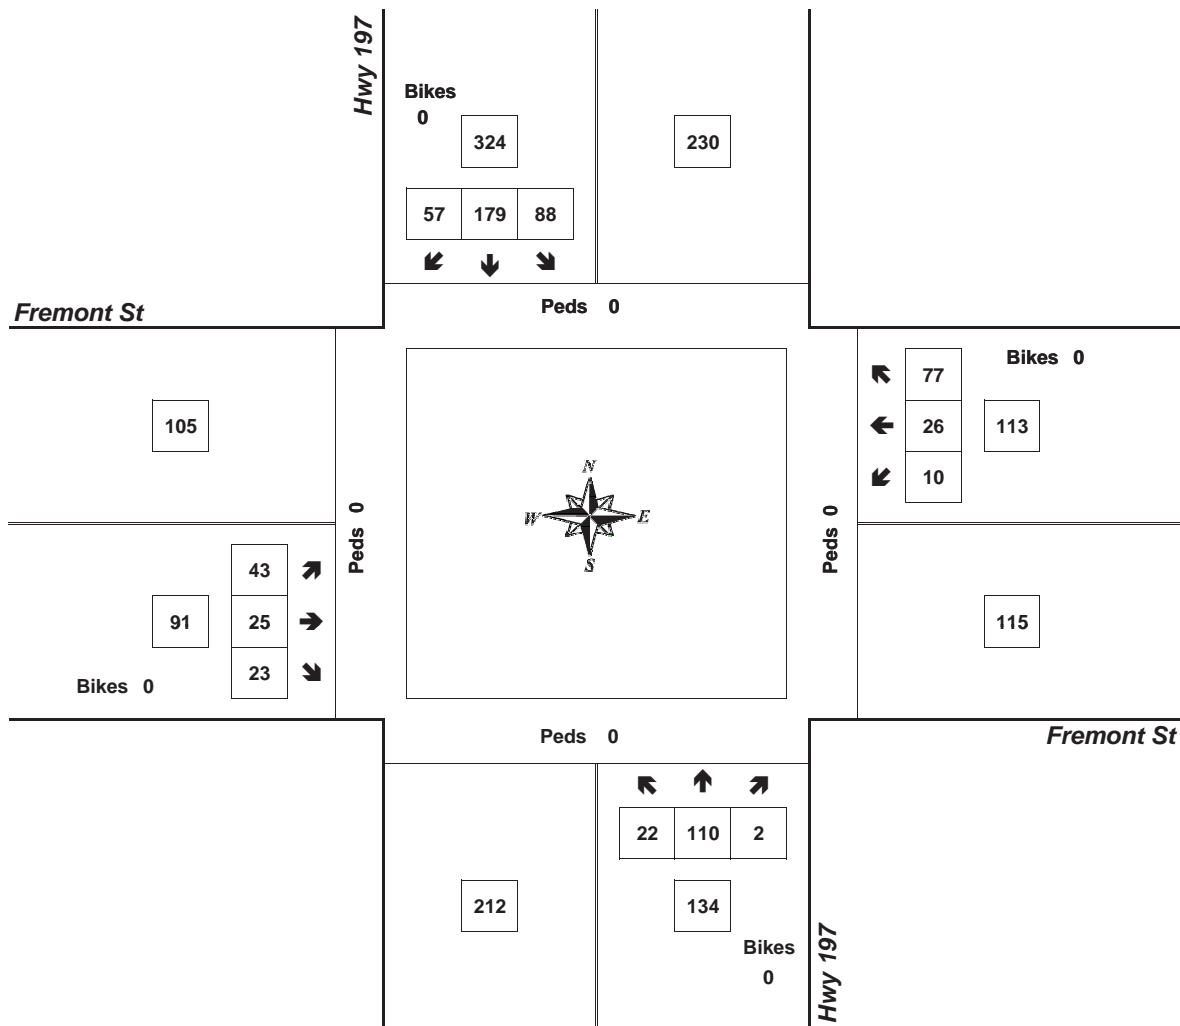 Hwy 197
Bikes
0
324
230
57 179 88
Peds 0
Fremont St
77
Bikes 0
105
26
113
10
N
W E
S
Peds 0
Peds 0
43
91
25
115
23
Bikes 0
Peds 0
Fremont St
22 110 2
212
134
Bikes
0
Hwy 197